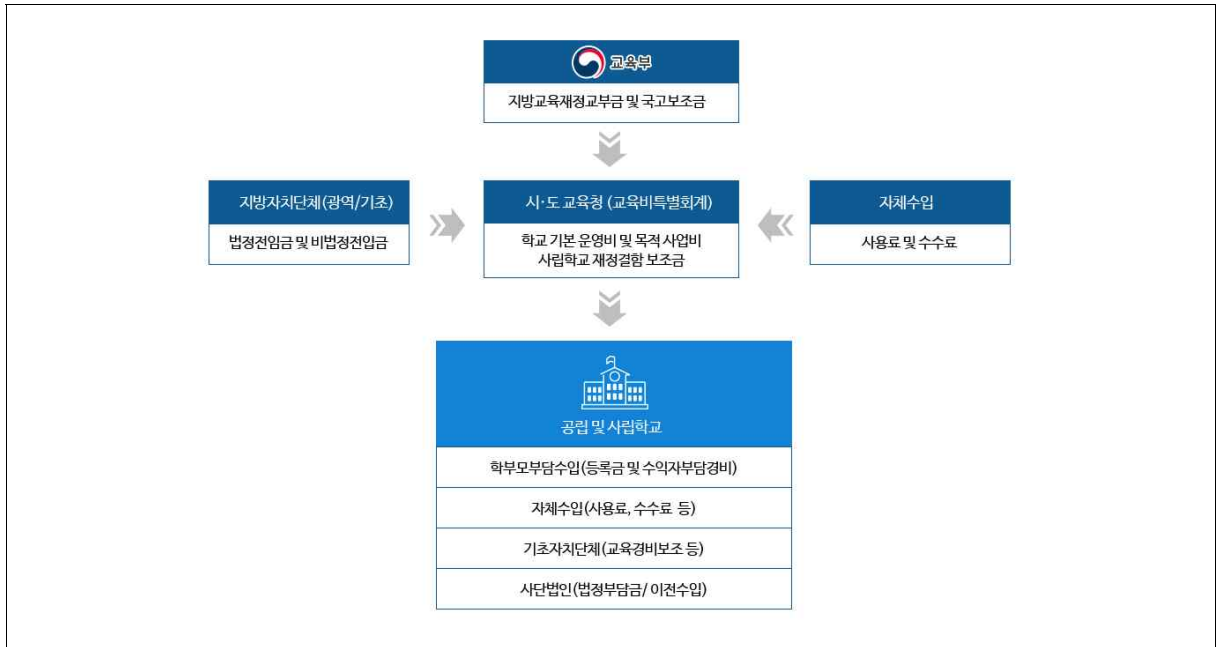 교육부
지방교육재정교부금 및 국고보조금
지방자치단체(광역/기초)
법정전입금 및 비법정전입금
시·도 교육청 (교육비특별회계)
학교 기본 운영비 및 목적 사업비
사립학교 재정결함 보조금
자체수입
사용료 및 수수료
공립 및 사립학교
학부모부담수입(등록금 및 수익자부담경비)
자체수입(사용료, 수수료 등)
기초자치단체(교육경비보조 등)
사단법인(법정부담금/ 이전수입)